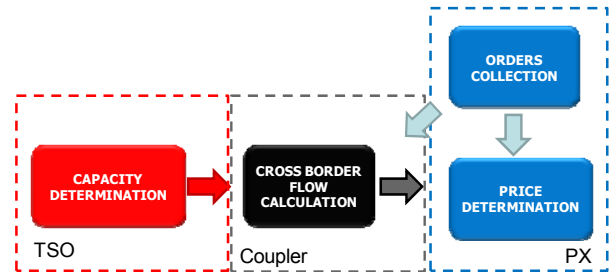 ORDERS
COLLECTION
CAPACITY
DETERMINATION
CROSS BORDER
FLOW
CALCULATION
PRICE
DETERMINATION
TSO
Coupler
PX